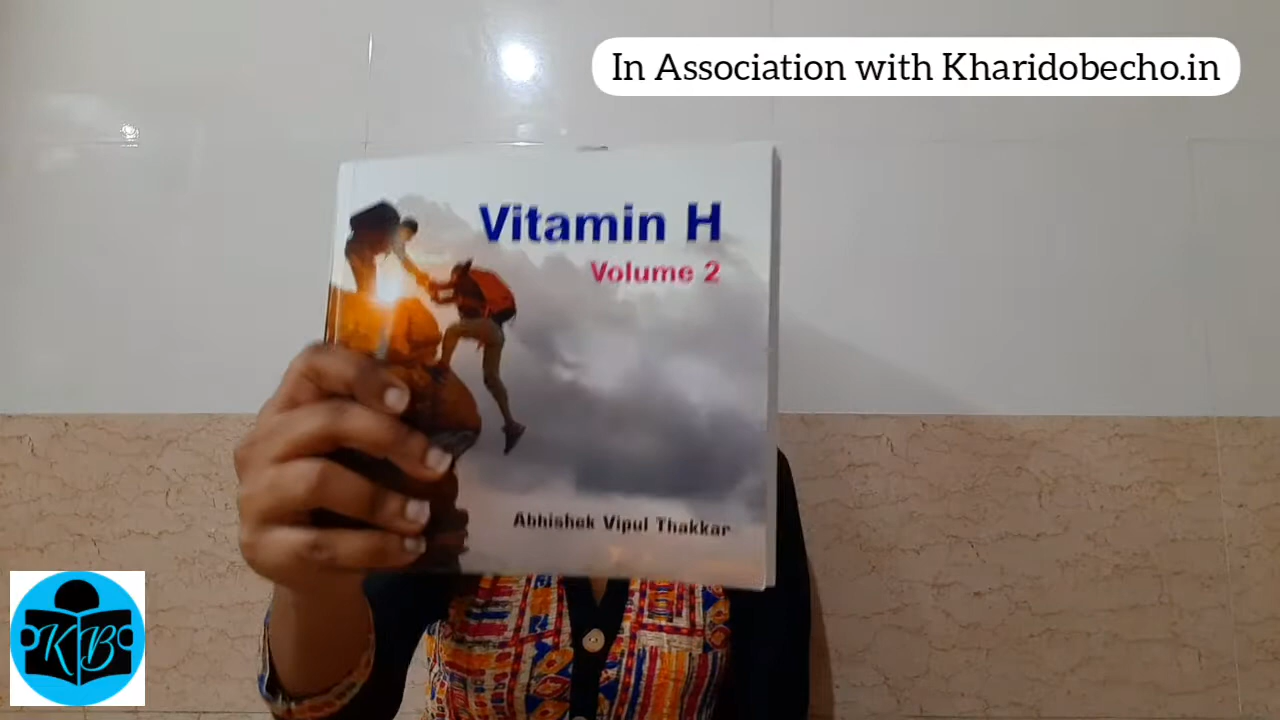 In Association with Kharidobecho.in
Vitamin H
Volume 2
Abhishek Vipul Thakkar
KB